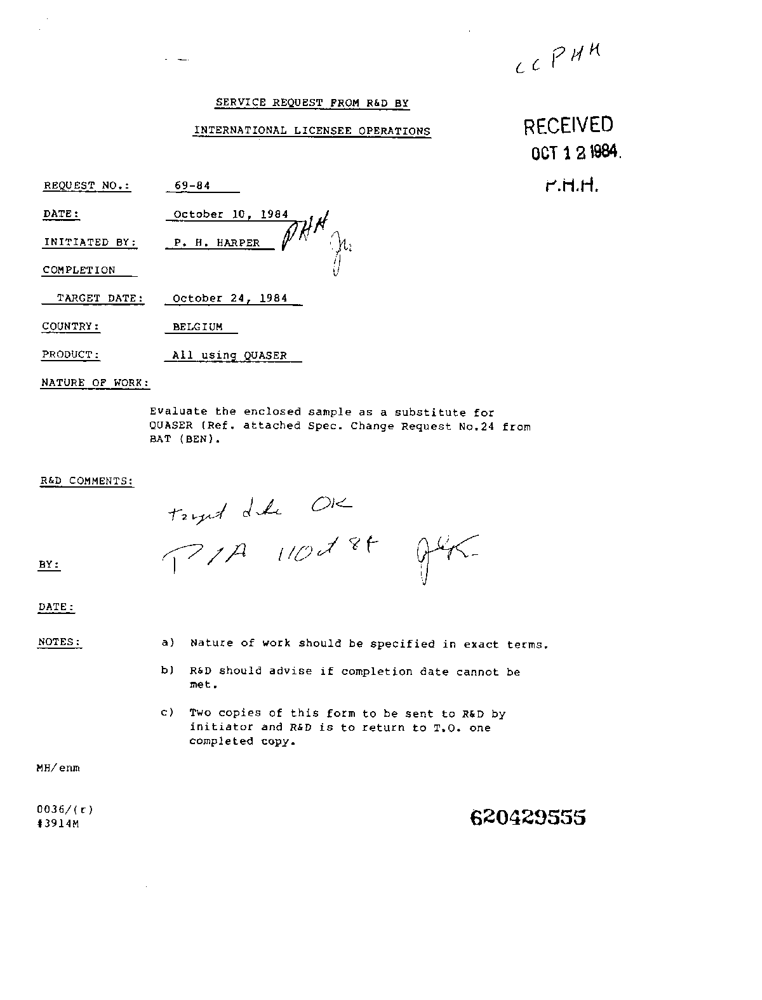 cc PHH
SERVICE REQUEST FROM R&D BY
INTERNATIONAL LICENSEE OPERATIONS
RECEIVED
OCT 12 1984.
P.H.H.
REQUEST NO.: 69-84
DATE: October 10, 1984
INITIATED BY: P. H. HARPER PHH
COMPLETION
TARGET DATE: October 24, 1984
COUNTRY: BELGIUM
PRODUCT: All using QUASER
NATURE OF WORK:
Evaluate the enclosed sample as a substitute for
QUASER (Ref. attached Spec. Change Request No.24 from
BAT (BEN).
R&D COMMENTS:
Target date OK
BY:
DATE:
NOTES: a) Nature of work should be specified in exact terms.
b) R&D should advise if completion date cannot be
met.
c) Two copies of this form to be sent to R&D by
initiator and R&D is to return to T.O. one
completed copy.
MH/enm
0036/(r)
#3914M
620429555